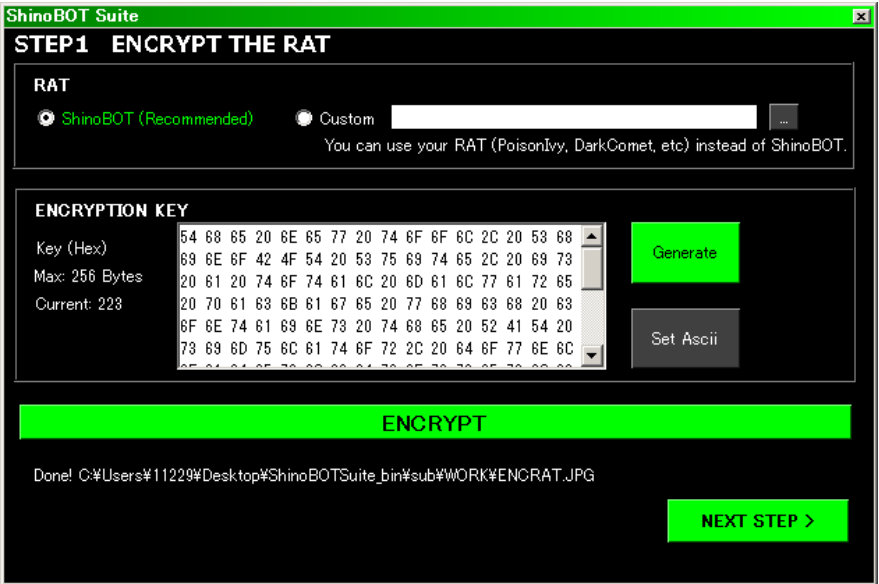 ShinoBOT Suite
STEP1 ENCRYPT THE RAT
RAT
ShinoBOT (Recommended)
Custom
...
You can use your RAT (PoisonIvy, DarkComet, etc) instead of ShinoBOT.
ENCRYPTION KEY
Key (Hex)
Max: 256 Bytes
Current: 223
54 68 65 20 6E 65 77 20 74 6F 6F 6C 2C 20 53 68
69 6E 6F 42 4F 54 20 53 75 69 74 65 2C 20 69 73
20 61 20 74 6F 74 61 6C 20 6D 61 6C 77 61 72 65
20 70 61 63 6B 61 67 65 20 77 68 69 63 68 20 63
6F 6E 74 61 69 6E 73 20 74 68 65 20 52 41 54 20
73 69 6D 75 6C 61 74 6F 72 2C 20 64 6F 77 6E 6C
Generate
Set Ascii
ENCRYPT
Done! C:¥Users¥11229¥Desktop¥ShinoBOTSuite_bin¥sub¥WORK¥ENCRAT.JPG
NEXT STEP >